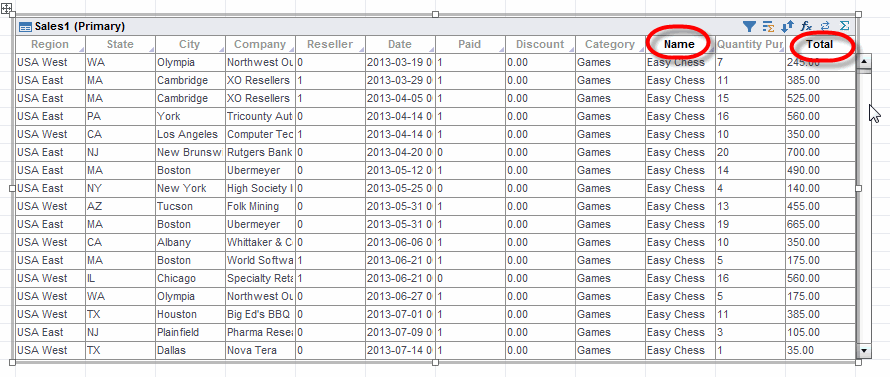 Sales1 (Primary)
Region State City Company Reseller Date Paid Discount Category Name Quantity Pur Total
USA West WA Olympia Northwest Ou 0 2013-03-19 0 1 0.00 Games Easy Chess 7 245.00
USA East MA Cambridge XO Resellers 1 2013-03-29 0 1 0.00 Games Easy Chess 11 385.00
USA East MA Cambridge XO Resellers 1 2013-04-05 0 1 0.00 Games Easy Chess 15 525.00
USA East PA York Tricounty Auto 0 2013-04-14 0 1 0.00 Games Easy Chess 16 560.00
USA West CA Los Angeles Computer Tec 1 2013-04-14 0 1 0.00 Games Easy Chess 10 350.00
USA East NJ New Brunsw Rutgers Bank 0 2013-04-20 0 0 0.00 Games Easy Chess 20 700.00
USA East MA Boston Ubermeyer 0 2013-05-12 0 1 0.00 Games Easy Chess 14 490.00
USA East NY New York High Society I 0 2013-05-25 0 0 0.00 Games Easy Chess 4 140.00
USA West AZ Tucson Folk Mining 0 2013-05-31 0 1 0.00 Games Easy Chess 13 455.00
USA East MA Boston Ubermeyer 0 2013-05-31 0 1 0.00 Games Easy Chess 19 665.00
USA West CA Albany Whittaker & C 0 2013-06-06 0 1 0.00 Games Easy Chess 10 350.00
USA East MA Boston World Softwa 1 2013-06-21 0 1 0.00 Games Easy Chess 5 175.00
USA West IL Chicago Specialty Reta 1 2013-06-21 0 0 0.00 Games Easy Chess 16 560.00
USA West WA Olympia Northwest Ou 0 2013-06-27 0 1 0.00 Games Easy Chess 5 175.00
USA West TX Houston Big Ed's BBQ 0 2013-07-01 0 1 0.00 Games Easy Chess 11 385.00
USA East NJ Plainfield Pharma Resea 0 2013-07-09 0 1 0.00 Games Easy Chess 3 105.00
USA West TX Dallas Nova Tera 0 2013-07-14 0 1 0.00 Games Easy Chess 1 35.00